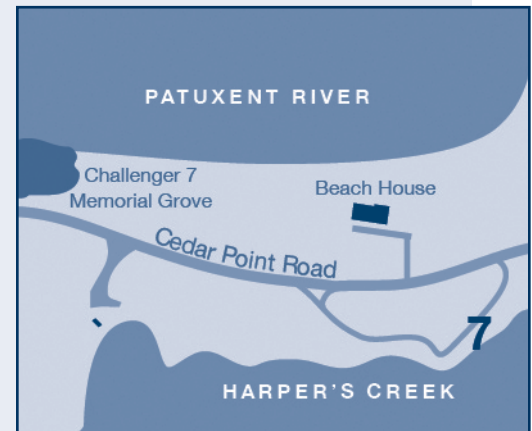 PATUXENT RIVER
Challenger 7
Memorial Grove
Beach House
Cedar Point Road
7
HARPER'S CREEK